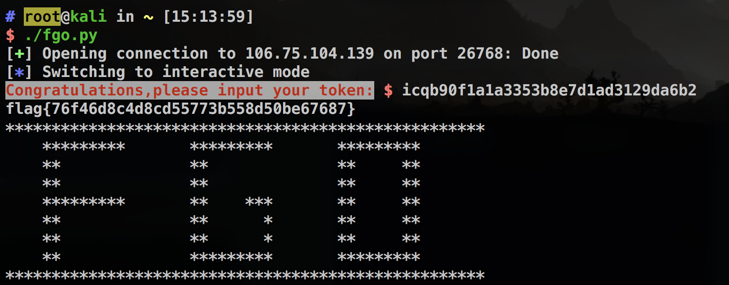 # root@kali in ~ [15:13:59]
$ ./fgo.py
[+] Opening connection to 106.75.104.139 on port 26768: Done
[*] Switching to interactive mode
Congratulations,please input your token: $ icqb90f1a1a3353b8e7d1ad3129da6b2
flag{76f46d8c4d8cd55773b558d50be67687}
****************************************************
    *********       *********       *********
    **              **              **     **
    **              **              **     **
    *********       **    ***       **     **
    **              **      *       **     **
    **              **      *       **     **
    **              *********       *********
****************************************************